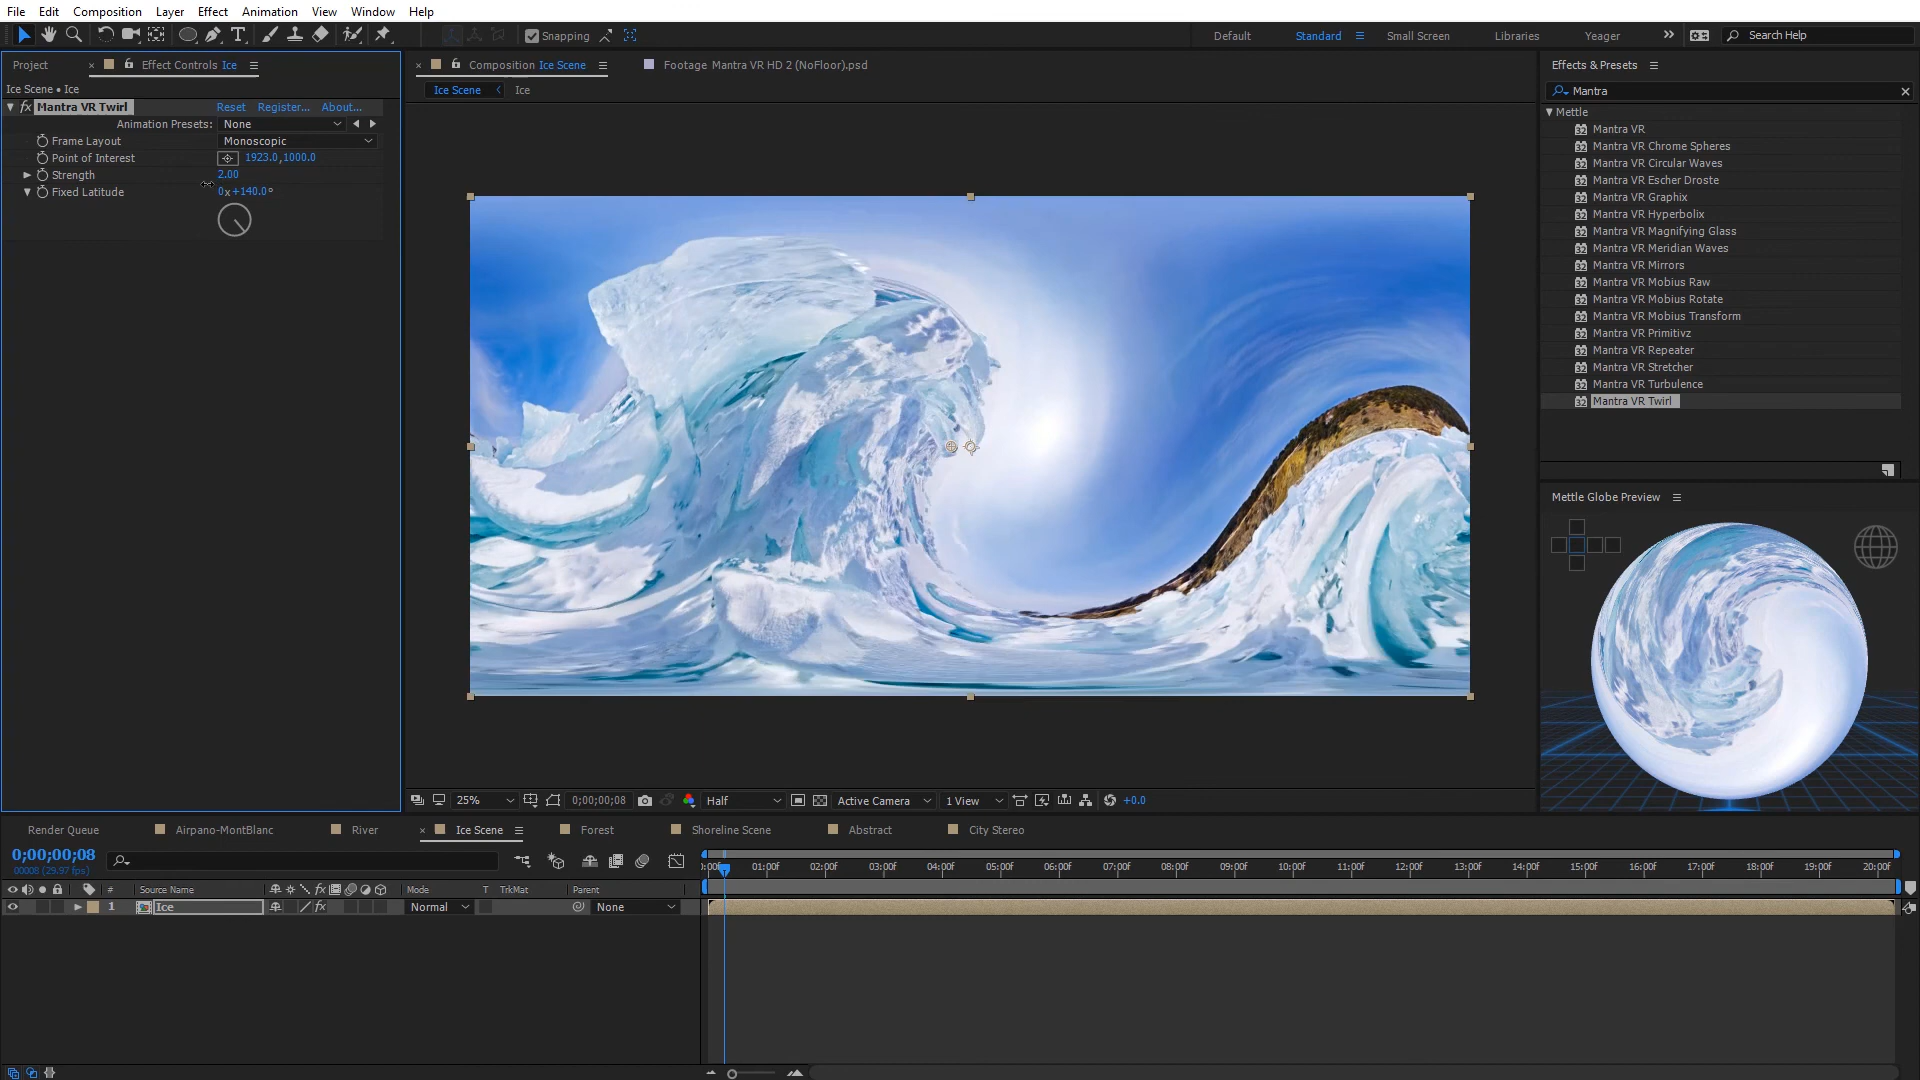 File Edit Composition Layer Effect Animation View Window Help
Snapping
Default Standard Small Screen Libraries Yeager Search Help
Project Effect Controls Ice
Composition Ice Scene Footage Mantra VR HD 2 (NoFloor).psd
Effects & Presets
Ice Scene • Ice
Ice Scene Ice
Mantra
Mantra VR Twirl Reset Register... About...
Animation Presets: None
Frame Layout Monoscopic
Point of Interest 1923.0,1000.0
Strength 2.00
Fixed Latitude 0x+140.0°
Mettle
Mantra VR
Mantra VR Chrome Spheres
Mantra VR Circular Waves
Mantra VR Escher Droste
Mantra VR Graphix
Mantra VR Hyperbolix
Mantra VR Magnifying Glass
Mantra VR Meridian Waves
Mantra VR Mirrors
Mantra VR Mobius Raw
Mantra VR Mobius Rotate
Mantra VR Mobius Transform
Mantra VR Primitivz
Mantra VR Repeater
Mantra VR Stretcher
Mantra VR Turbulence
Mantra VR Twirl
Mettle Globe Preview
25% 0;00;00;08 Half Active Camera 1 View +0.0
Render Queue Airpano-MontBlanc River Ice Scene Forest Shoreline Scene Abstract City Stereo
0;00;00;08
00008 (29.97 fps)
0:00f 01:00f 02:00f 03:00f 04:00f 05:00f 06:00f 07:00f 08:00f 09:00f 10:00f 11:00f 12:00f 13:00f 14:00f 15:00f 16:00f 17:00f 18:00f 19:00f 20:00f
# Source Name Mode T TrkMat Parent
1 Ice Normal None